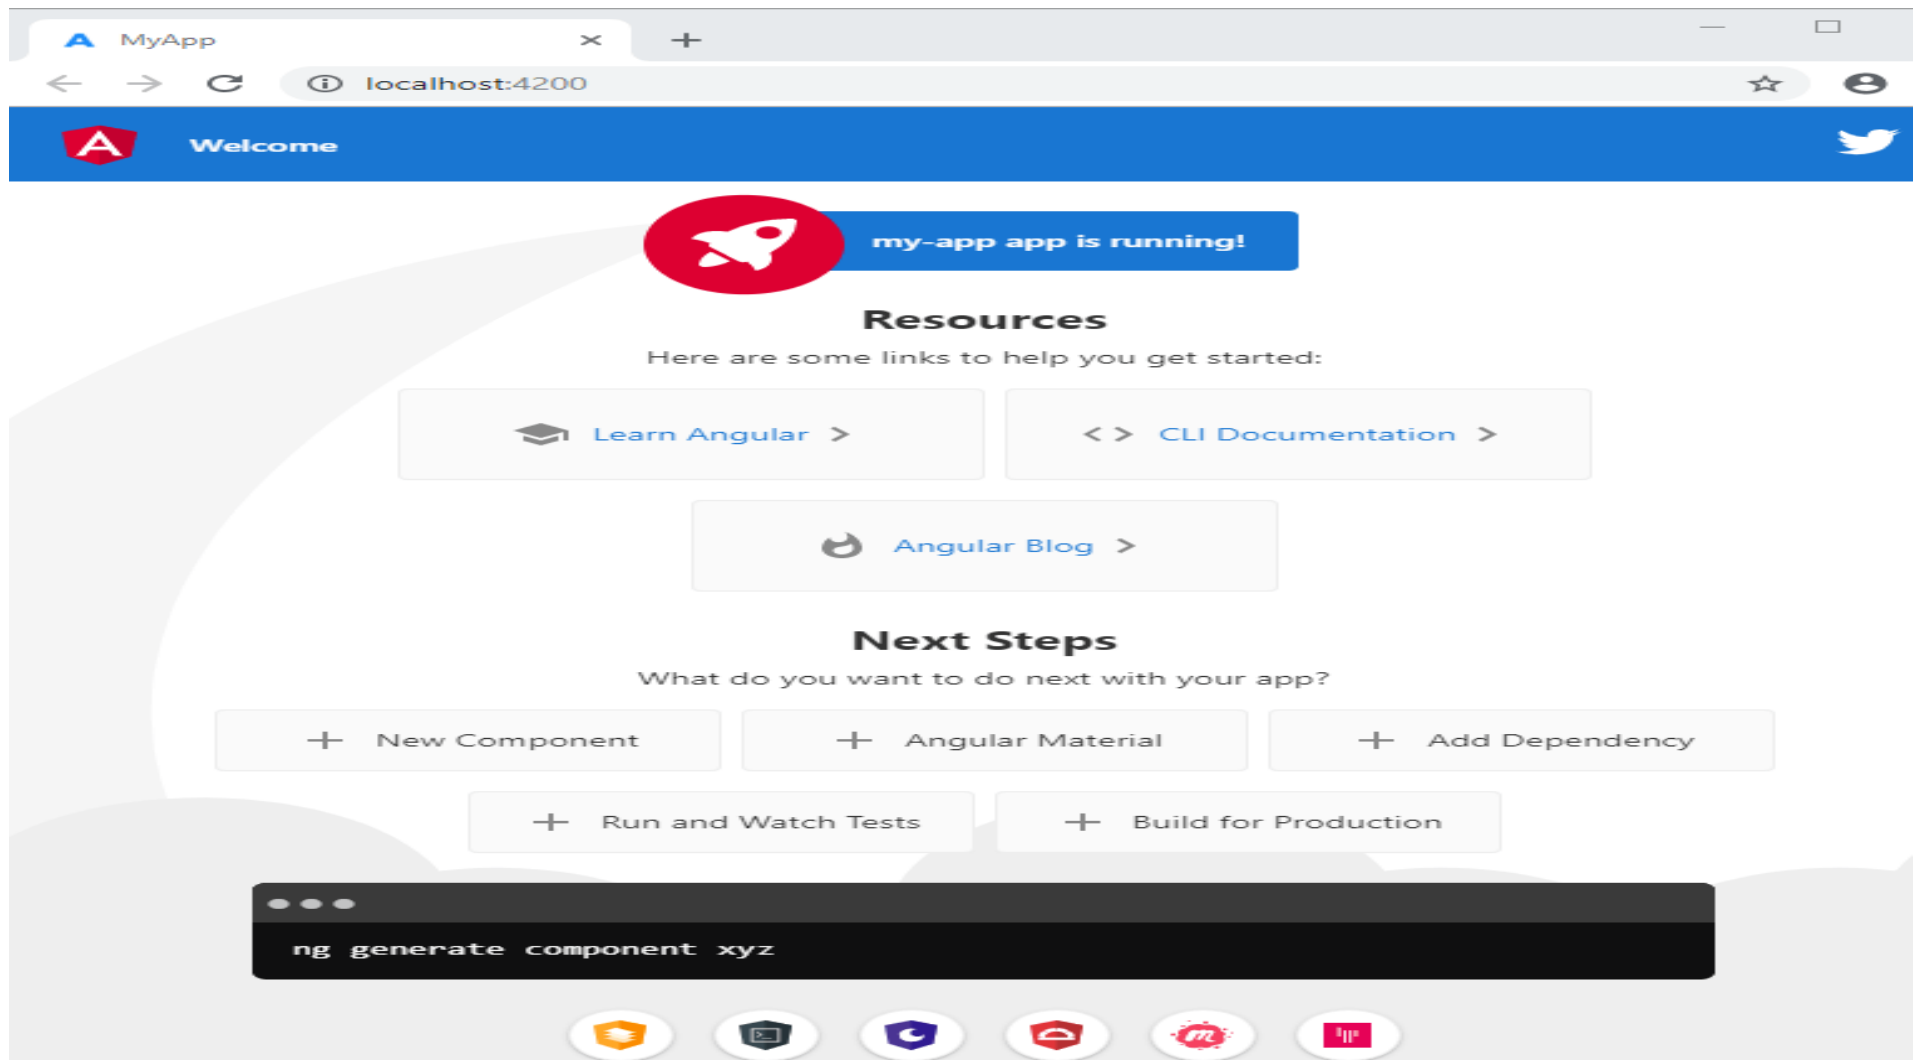 MyApp
localhost:4200
Welcome
my-app app is running!
Resources
Here are some links to help you get started:
Learn Angular
CLI Documentation
Angular Blog
Next Steps
What do you want to do next with your app?
New Component
Angular Material
Add Dependency
Run and Watch Tests
Build for Production
ng generate component xyz